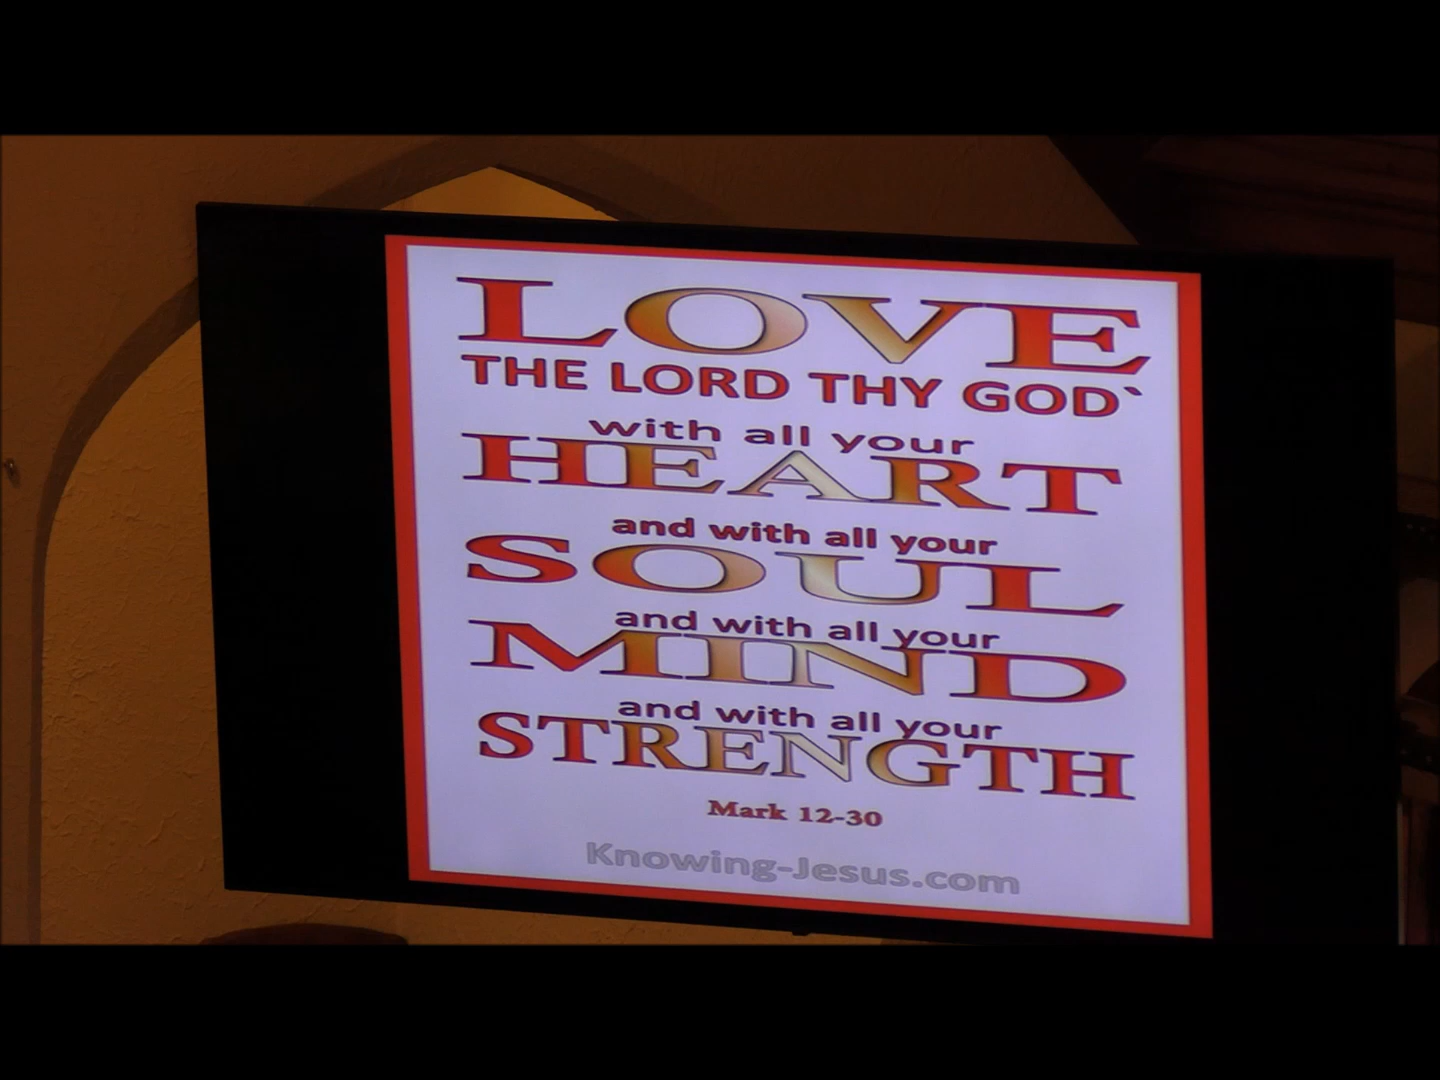 LOVE
THE LORD THY GOD`
with all your
HEART
and with all your
SOUL
and with all your
MIND
and with all your
STRENGTH
Mark 12-30
Knowing-Jesus.com